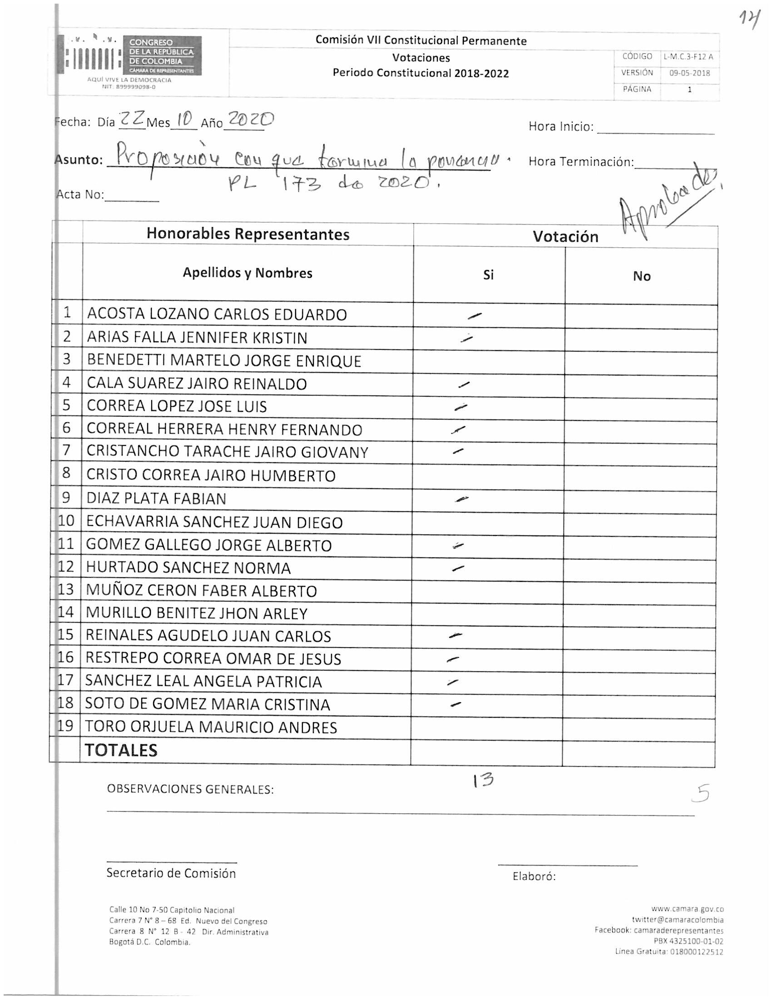 14
CONGRESO
DE LA REPÚBLICA
DE COLOMBIA
CÁMARA DE REPRESENTANTES
AQUÍ VIVE LA DEMOCRACIA
NIT: 899999098-0
Comisión VII Constitucional Permanente
Votaciones
Periodo Constitucional 2018-2022
CÓDIGO L-M.C.3-F12 A
VERSIÓN 09-05-2018
PÁGINA 1
Fecha: Día 22 Mes 10 Año 2020
Hora Inicio:
Asunto: Proposición con que termina la ponencia.
Hora Terminación:
PL 173 de 2020.
Acta No:
Aprobado
Honorables Representantes Votación
Apellidos y Nombres Si No
1 ACOSTA LOZANO CARLOS EDUARDO
2 ARIAS FALLA JENNIFER KRISTIN
3 BENEDETTI MARTELO JORGE ENRIQUE
4 CALA SUAREZ JAIRO REINALDO
5 CORREA LOPEZ JOSE LUIS
6 CORREAL HERRERA HENRY FERNANDO
7 CRISTANCHO TARACHE JAIRO GIOVANY
8 CRISTO CORREA JAIRO HUMBERTO
9 DIAZ PLATA FABIAN
10 ECHAVARRIA SANCHEZ JUAN DIEGO
11 GOMEZ GALLEGO JORGE ALBERTO
12 HURTADO SANCHEZ NORMA
13 MUÑOZ CERON FABER ALBERTO
14 MURILLO BENITEZ JHON ARLEY
15 REINALES AGUDELO JUAN CARLOS
16 RESTREPO CORREA OMAR DE JESUS
17 SANCHEZ LEAL ANGELA PATRICIA
18 SOTO DE GOMEZ MARIA CRISTINA
19 TORO ORJUELA MAURICIO ANDRES
TOTALES
13
OBSERVACIONES GENERALES:
5
Secretario de Comisión
Elaboró:
Calle 10 No 7-50 Capitolio Nacional
Carrera 7 N° 8 – 68 Ed. Nuevo del Congreso
Carrera 8 N° 12 B - 42 Dir. Administrativa
Bogotá D.C. Colombia.
www.camara.gov.co
twitter@camaracolombia
Facebook: camaraderepresentantes
PBX 4325100-01-02
Línea Gratuita: 018000122512